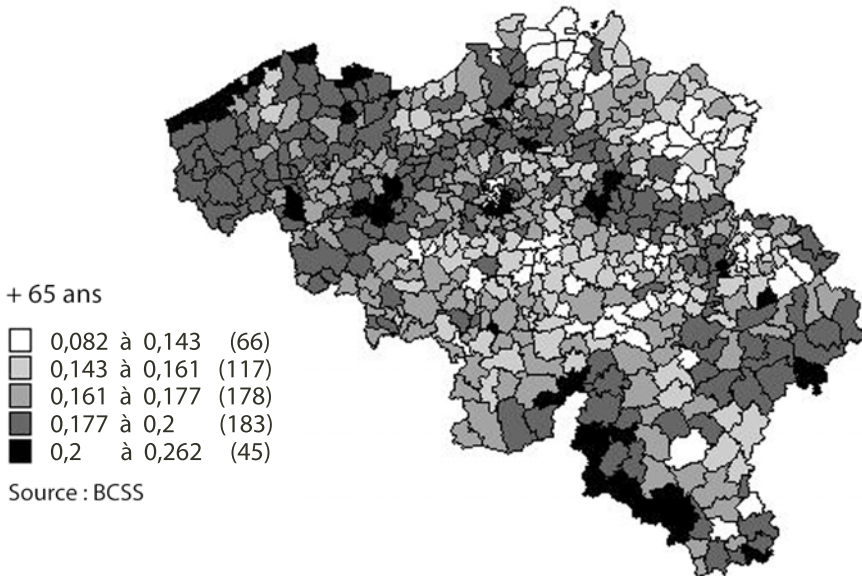 + 65 ans
0,082 à 0,143 (66)
0,143 à 0,161 (117)
0,161 à 0,177 (178)
0,177 à 0,2 (183)
0,2 à 0,262 (45)
Source : BCSS